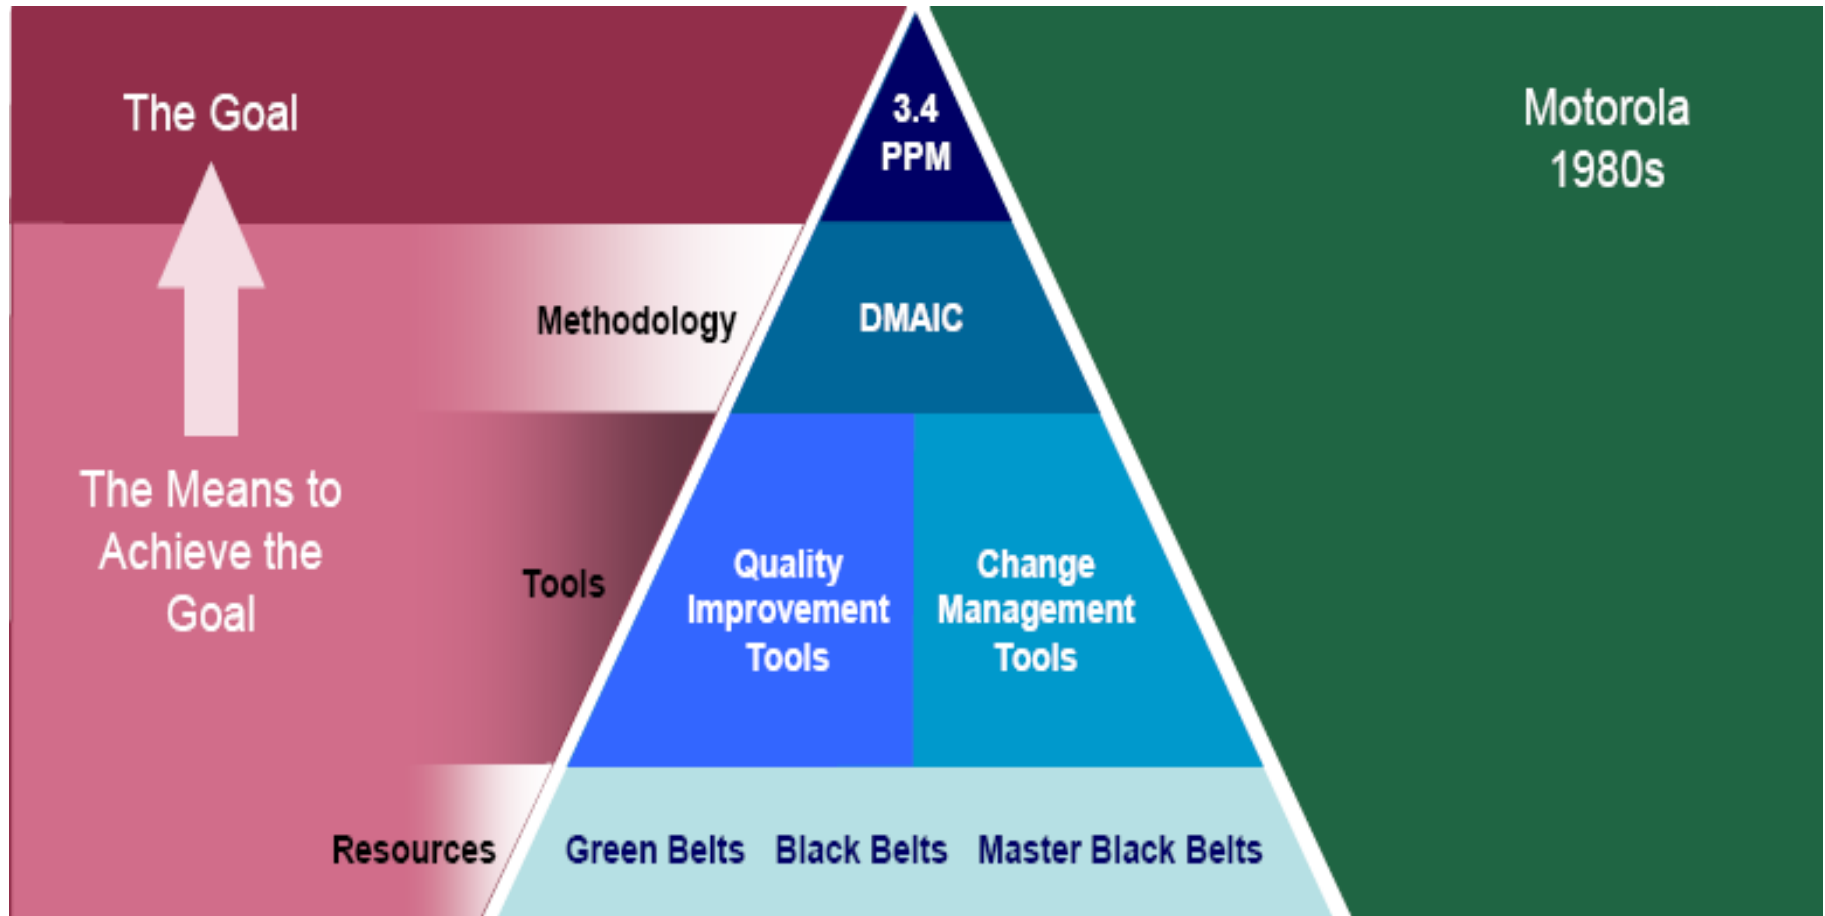 The Goal
The Means to
Achieve the
Goal
Methodology
Tools
Resources
3.4
PPM
DMAIC
Quality
Improvement
Tools
Change
Management
Tools
Green Belts Black Belts Master Black Belts
Motorola
1980s